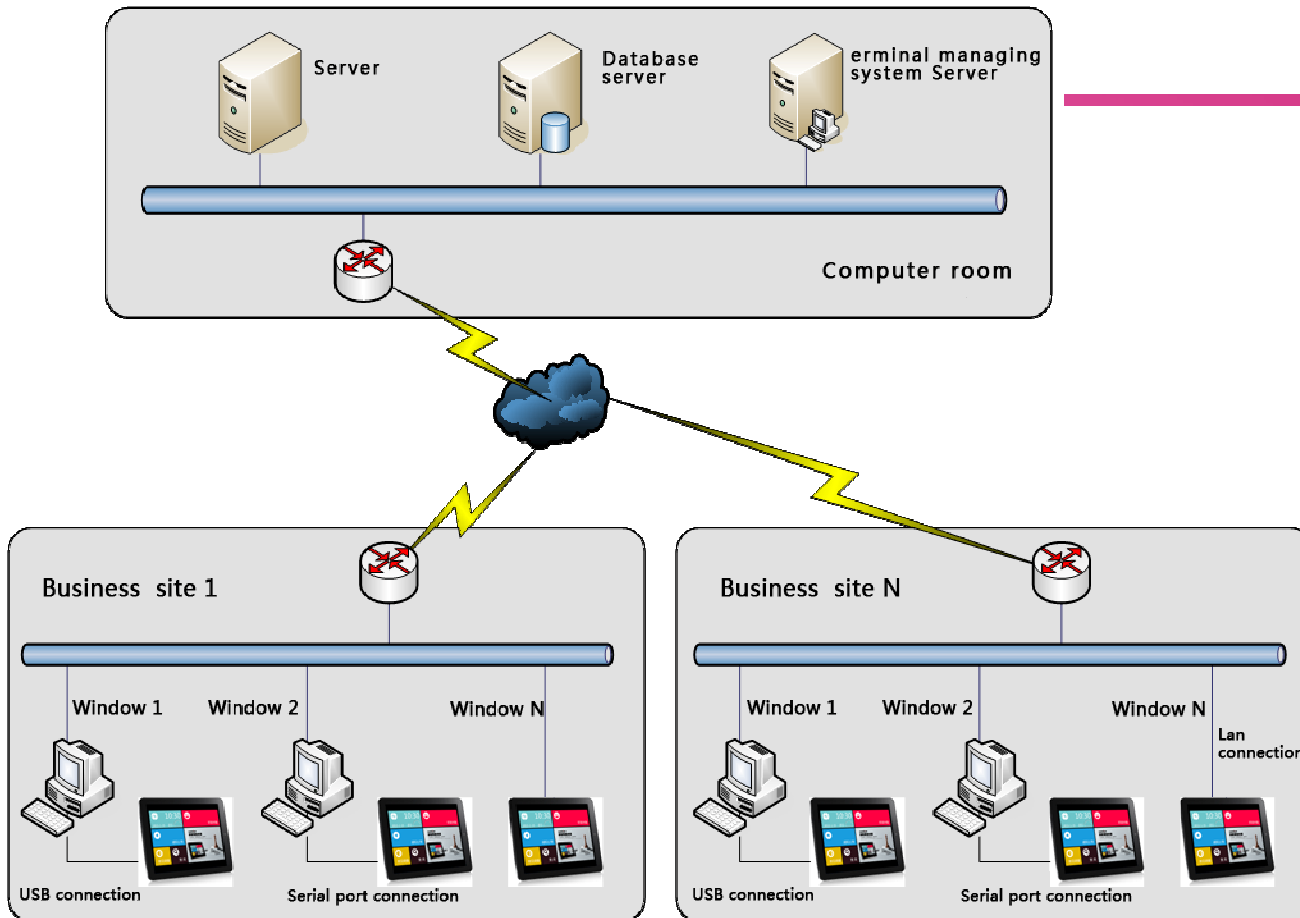 Server
Database
server
erminal managing
system Server
Computer room
Business site 1
Window 1
Window 2
Window N
USB connection
Serial port connection
Business site N
Window 1
Window 2
Window N
Lan
connection
USB connection
Serial port connection